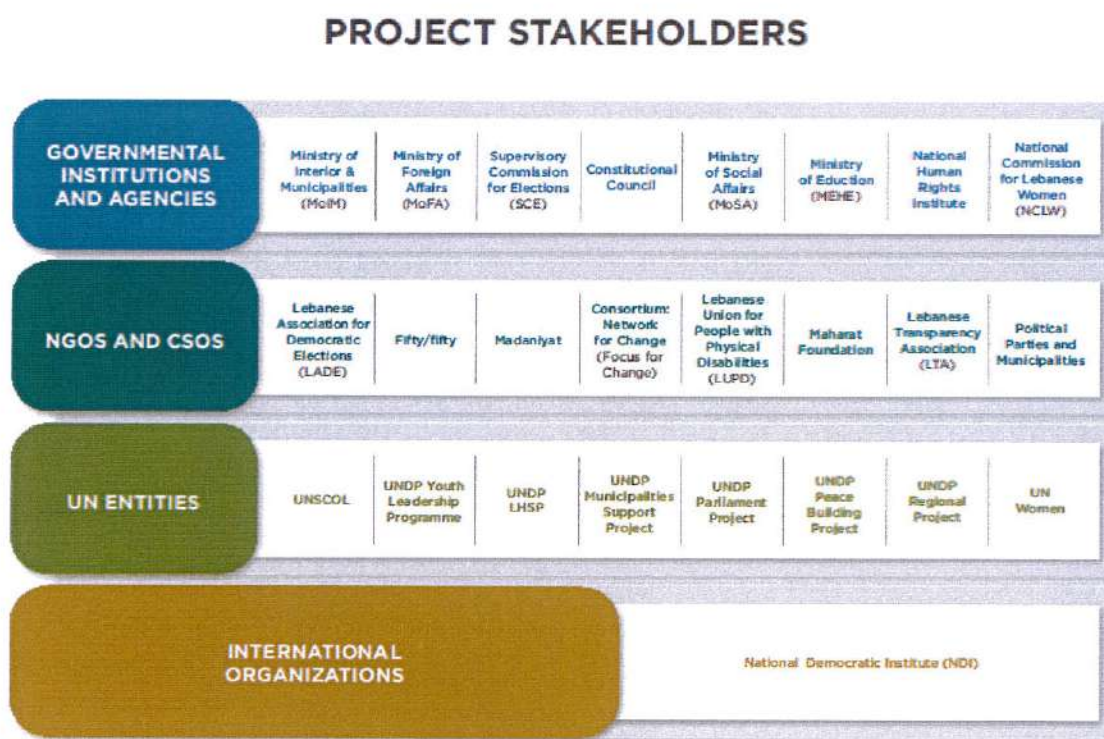 PROJECT STAKEHOLDERS
GOVERNMENTAL
INSTITUTIONS
AND AGENCIES
Ministry of
Interior &
Municipalities
(MoIM)
Ministry of
Foreign
Affairs
(MoFA)
Supervisory
Commission
for Elections
(SCE)
Constitutional
Council
Ministry
of Social
Affairs
(MoSA)
Ministry
of Eduction
(MEHE)
National
Human
Rights
Institute
National
Commission
for Lebanese
Women
(NCLW)
NGOS AND CSOS
Lebanese
Association for
Democratic
Elections
(LADE)
Fifty/fifty
Madaniyat
Consortium:
Network
for Change
(Focus for
Change)
Lebanese
Union for
People with
Physical
Disabilities
(LUPD)
Maharat
Foundation
Lebanese
Transparency
Association
(LTA)
Political
Parties and
Municipalities
UN ENTITIES
UNSCOL
UNDP Youth
Leadership
Programme
UNDP
LHSP
UNDP
Municipalities
Support
Project
UNDP
Parliament
Project
UNDP
Peace
Building
Project
UNDP
Regional
Project
UN
Women
INTERNATIONAL
ORGANIZATIONS
National Democratic Institute (NDI)